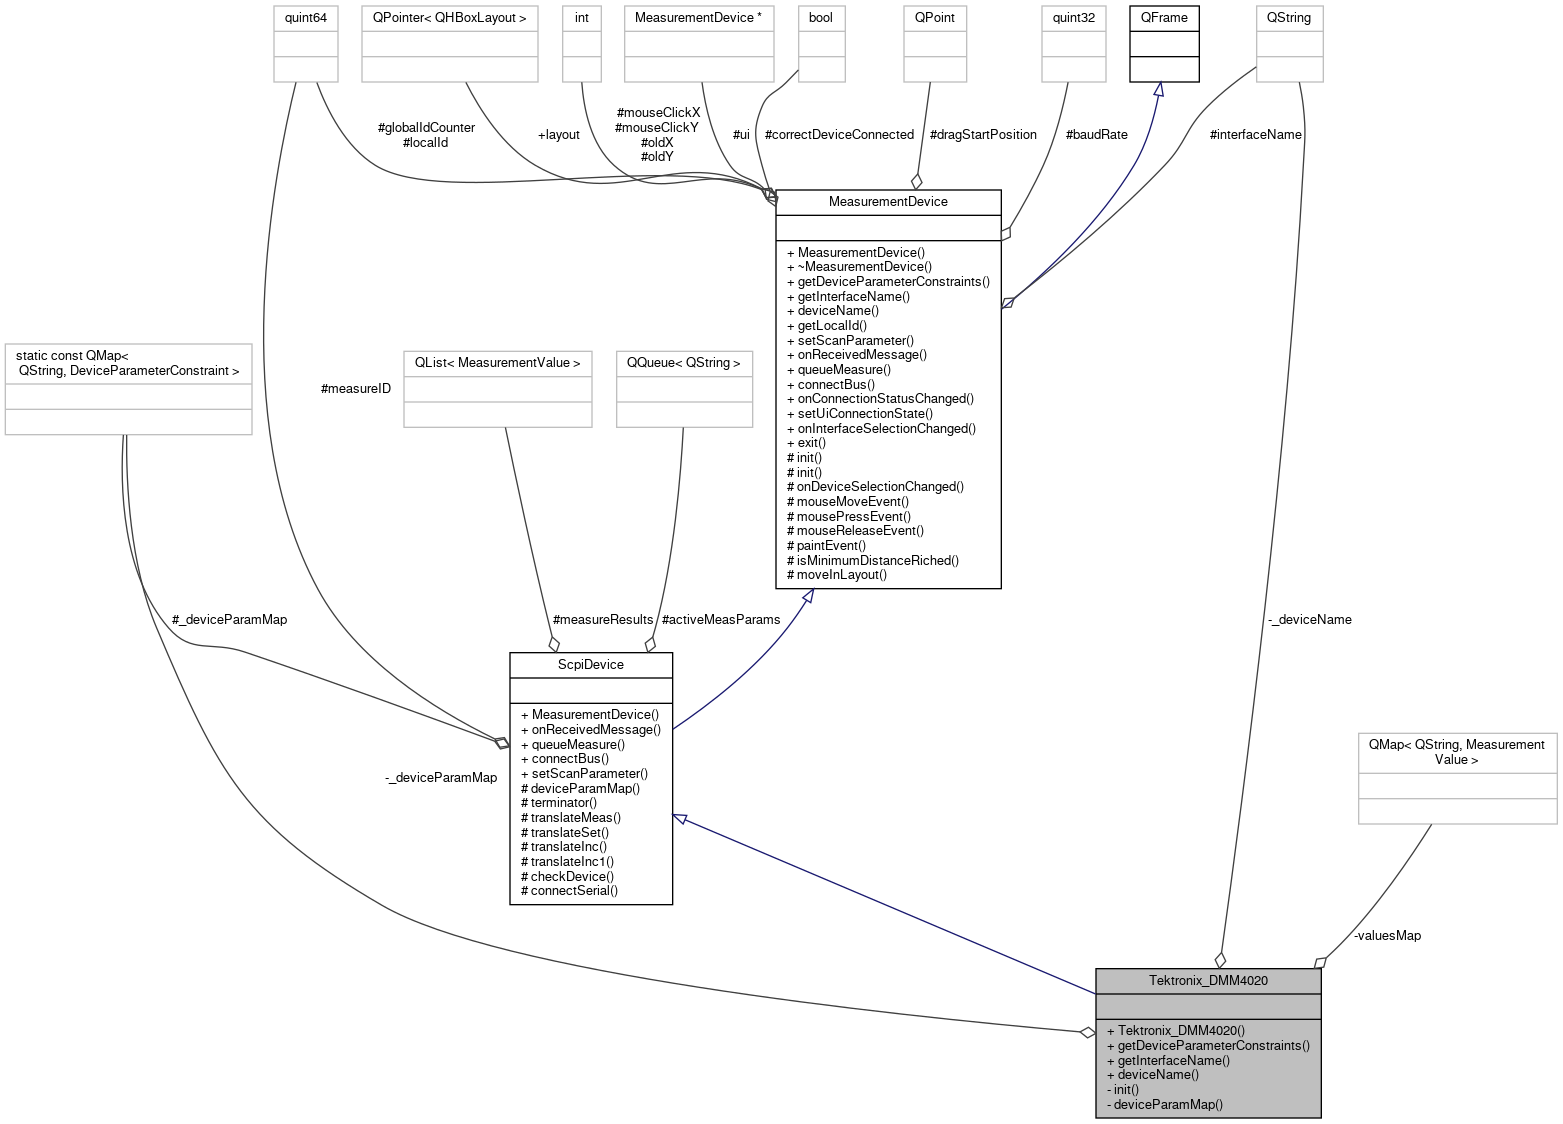 quint64
QPointer< QHBoxLayout >
int
MeasurementDevice *
bool
QPoint
quint32
QFrame
QString
#globalIdCounter
#localId
+layout
#mouseClickX
#mouseClickY
#oldX
#oldY
#ui
#correctDeviceConnected
#dragStartPosition
#baudRate
#interfaceName
MeasurementDevice
+ MeasurementDevice()
+ ~MeasurementDevice()
+ getDeviceParameterConstraints()
+ getInterfaceName()
+ deviceName()
+ getLocalId()
+ setScanParameter()
+ onReceivedMessage()
+ queueMeasure()
+ connectBus()
+ onConnectionStatusChanged()
+ setUiConnectionState()
+ onInterfaceSelectionChanged()
+ exit()
# init()
# init()
# onDeviceSelectionChanged()
# mouseMoveEvent()
# mousePressEvent()
# mouseReleaseEvent()
# paintEvent()
# isMinimumDistanceRiched()
# moveInLayout()
static const QMap<
QString, DeviceParameterConstraint >
#measureID
QList< MeasurementValue >
QQueue< QString >
#_deviceParamMap
#measureResults
#activeMeasParams
-_deviceName
ScpiDevice
+ MeasurementDevice()
+ onReceivedMessage()
+ queueMeasure()
+ connectBus()
+ setScanParameter()
# deviceParamMap()
# terminator()
# translateMeas()
# translateSet()
# translateInc()
# translateInc1()
# checkDevice()
# connectSerial()
-_deviceParamMap
QMap< QString, Measurement
Value >
-valuesMap
Tektronix_DMM4020
+ Tektronix_DMM4020()
+ getDeviceParameterConstraints()
+ getInterfaceName()
+ deviceName()
- init()
- deviceParamMap()